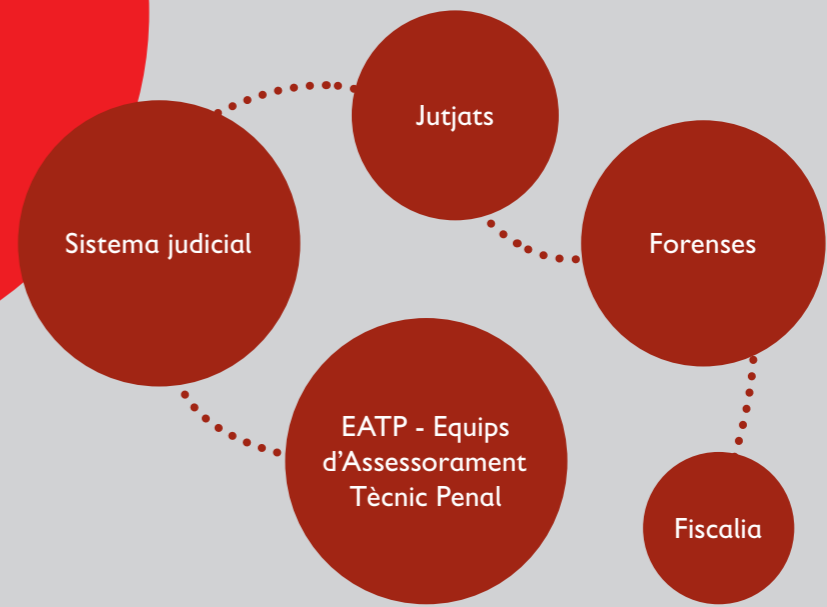 Jutjats
Sistema judicial
Forenses
EATP - Equips
d'Assessorament
Tècnic Penal
Fiscalia